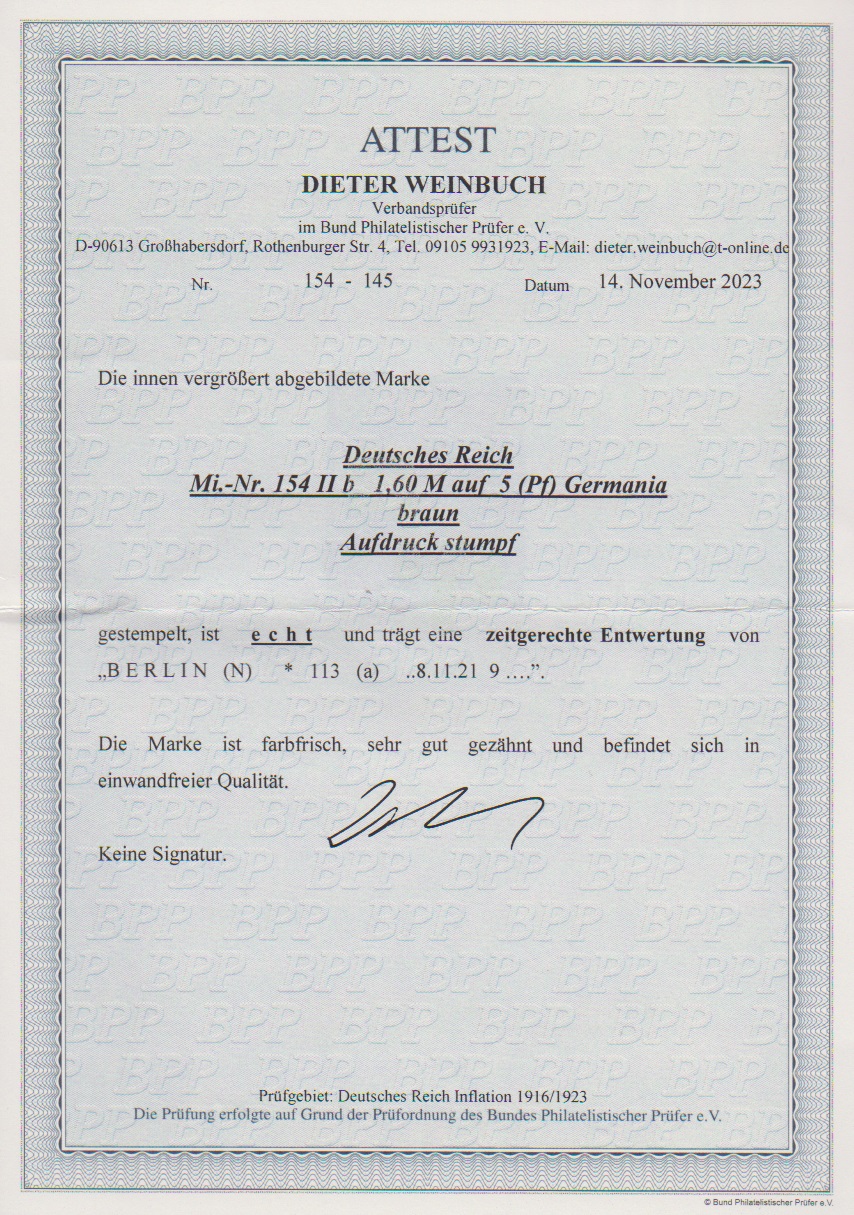 ATTEST
DIETER WEINBUCH
Verbandsprüfer
im Bund Philatelistischer Prüfer e. V.
D-90613 Großhabersdorf, Rothenburger Str. 4, Tel. 09105 9931923, E-Mail: dieter.weinbuch@t-online.de
Nr. 154 - 145 Datum 14. November 2023
Die innen vergrößert abgebildete Marke
Deutsches Reich
Mi.-Nr. 154 II b 1,60 M auf 5 (Pf) Germania
braun
Aufdruck stumpf
gestempelt, ist e c h t und trägt eine zeitgerechte Entwertung von
„B E R L I N (N) * 113 (a) ..8.11.21 9 ....”.
Die Marke ist farbfrisch, sehr gut gezähnt und befindet sich in
einwandfreier Qualität.
Keine Signatur.
Prüfgebiet: Deutsches Reich Inflation 1916/1923
Die Prüfung erfolgte auf Grund der Prüfordnung des Bundes Philatelistischer Prüfer e.V.
© Bund Philatelistischer Prüfer e.V.